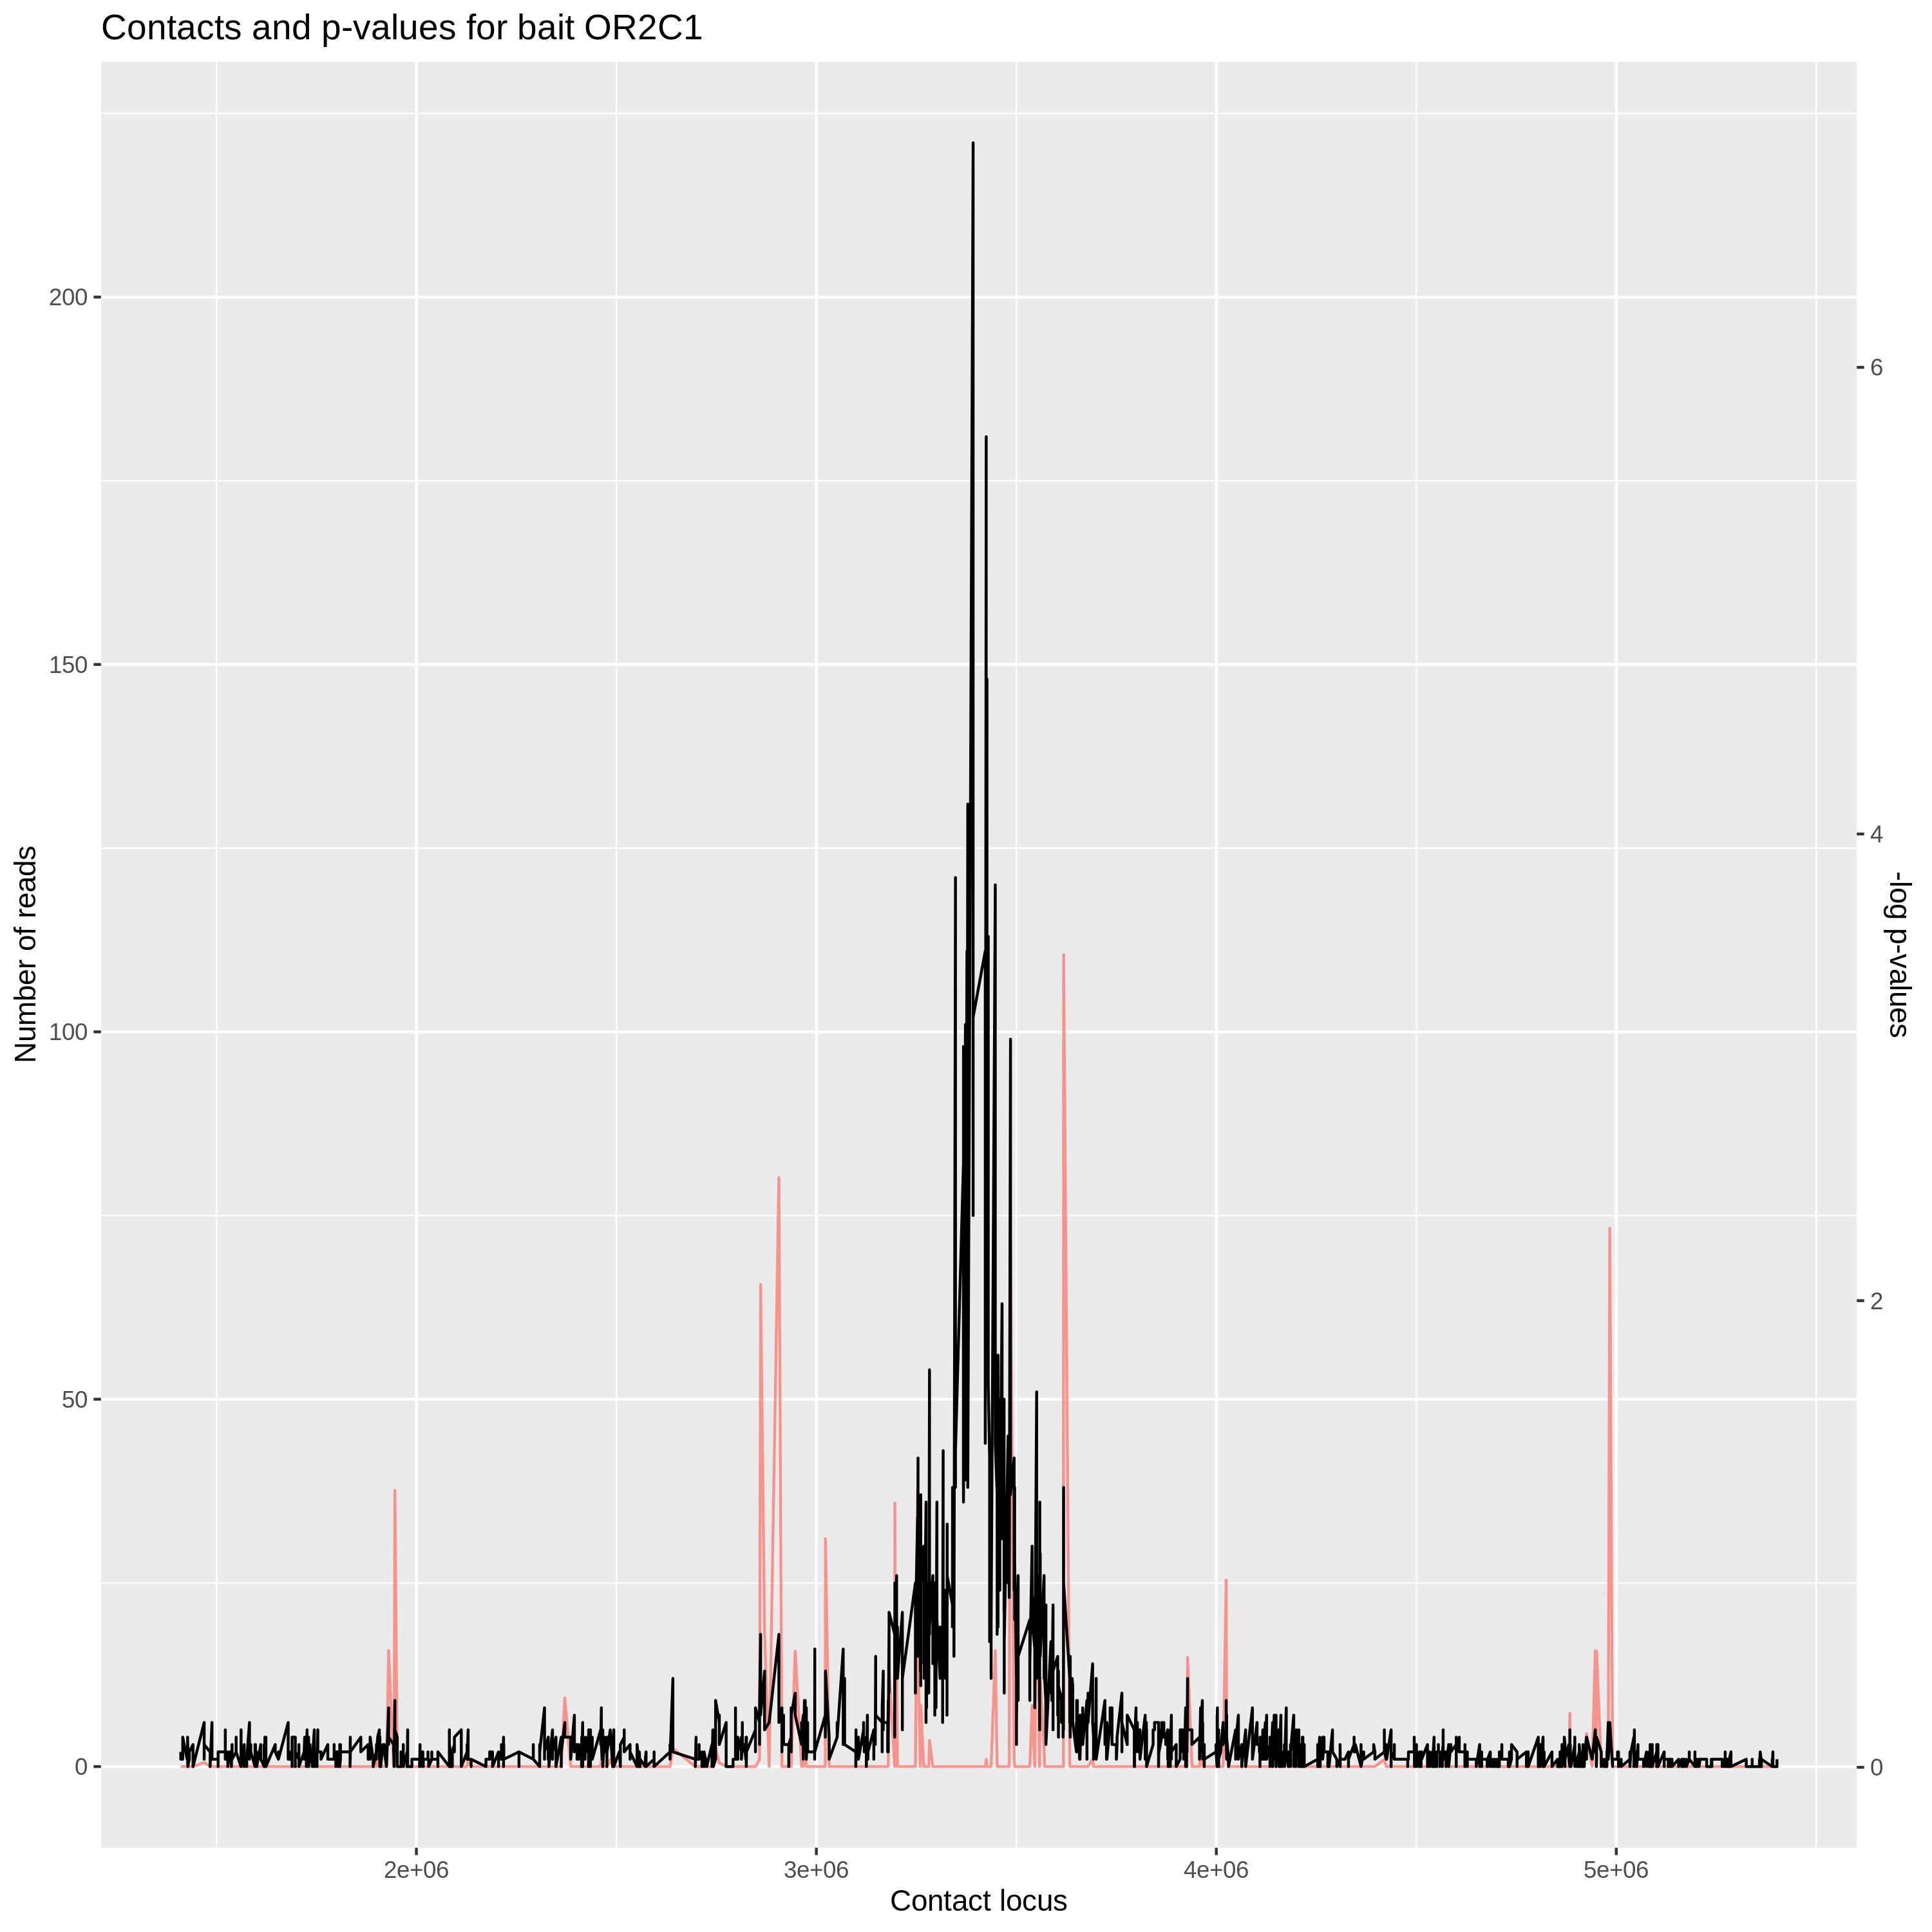 Contacts and p-values for bait OR2C1
200
150
100
50
0
Number of reads
6
4
2
0
-log p-values
2e+06 3e+06 4e+06 5e+06
Contact locus